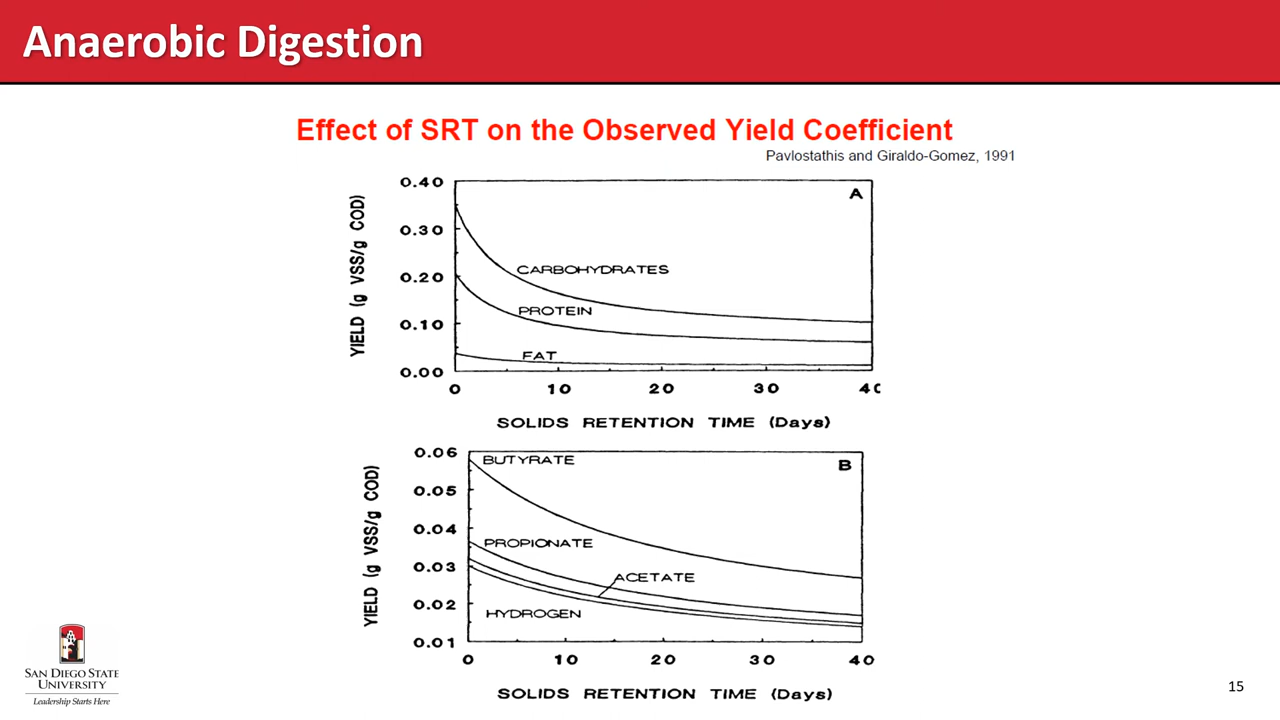 Anaerobic Digestion
Effect of SRT on the Observed Yield Coefficient
Pavlostathis and Giraldo-Gomez, 1991
YIELD (g VSS/g COD)
0.40
0.30
0.20
0.10
0.00
A
CARBOHYDRATES
PROTEIN
FAT
0 10 20 30 40
SOLIDS RETENTION TIME (Days)
YIELD (g VSS/g COD)
0.06
0.05
0.04
0.03
0.02
0.01
BUTYRATE
B
PROPIONATE
ACETATE
HYDROGEN
0 10 20 30 40
SOLIDS RETENTION TIME (Days)
SAN DIEGO STATE
UNIVERSITY
Leadership Starts Here
15